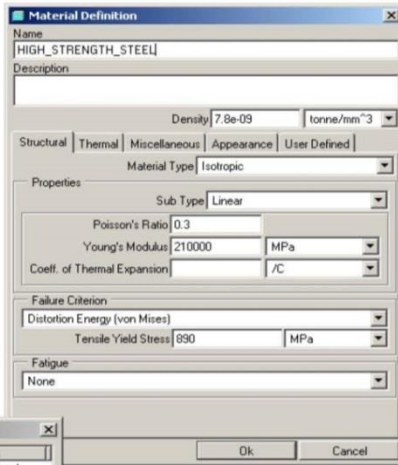 Material Definition
Name
HIGH_STRENGTH_STEEL
Description
Density 7.8e-09 tonne/mm^3
Structural Thermal Miscellaneous Appearance User Defined
Material Type Isotropic
Properties
Sub Type Linear
Poisson's Ratio 0.3
Young's Modulus 210000 MPa
Coeff. of Thermal Expansion /C
Failure Criterion
Distortion Energy (von Mises)
Tensile Yield Stress 890 MPa
Fatigue
None
Ok Cancel